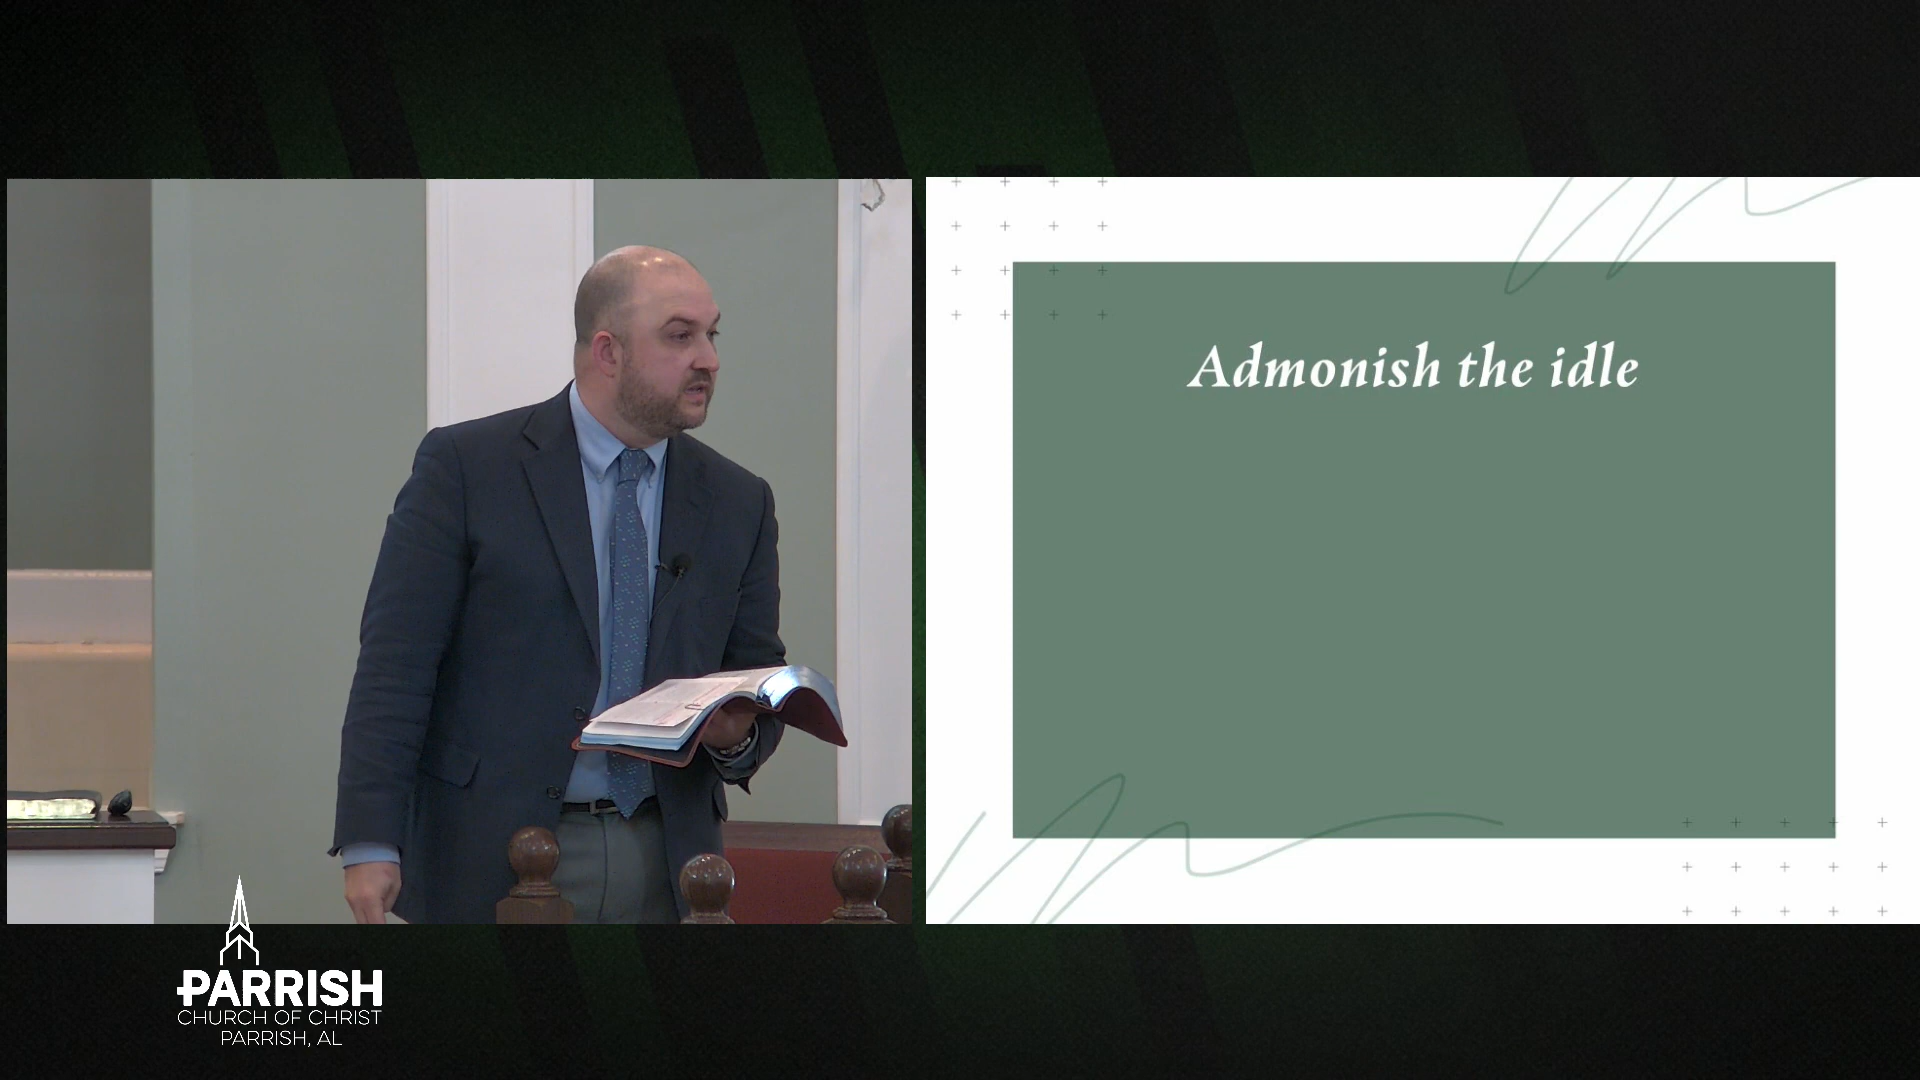 Admonish the idle
PARRISH
CHURCH OF CHRIST
PARRISH, AL